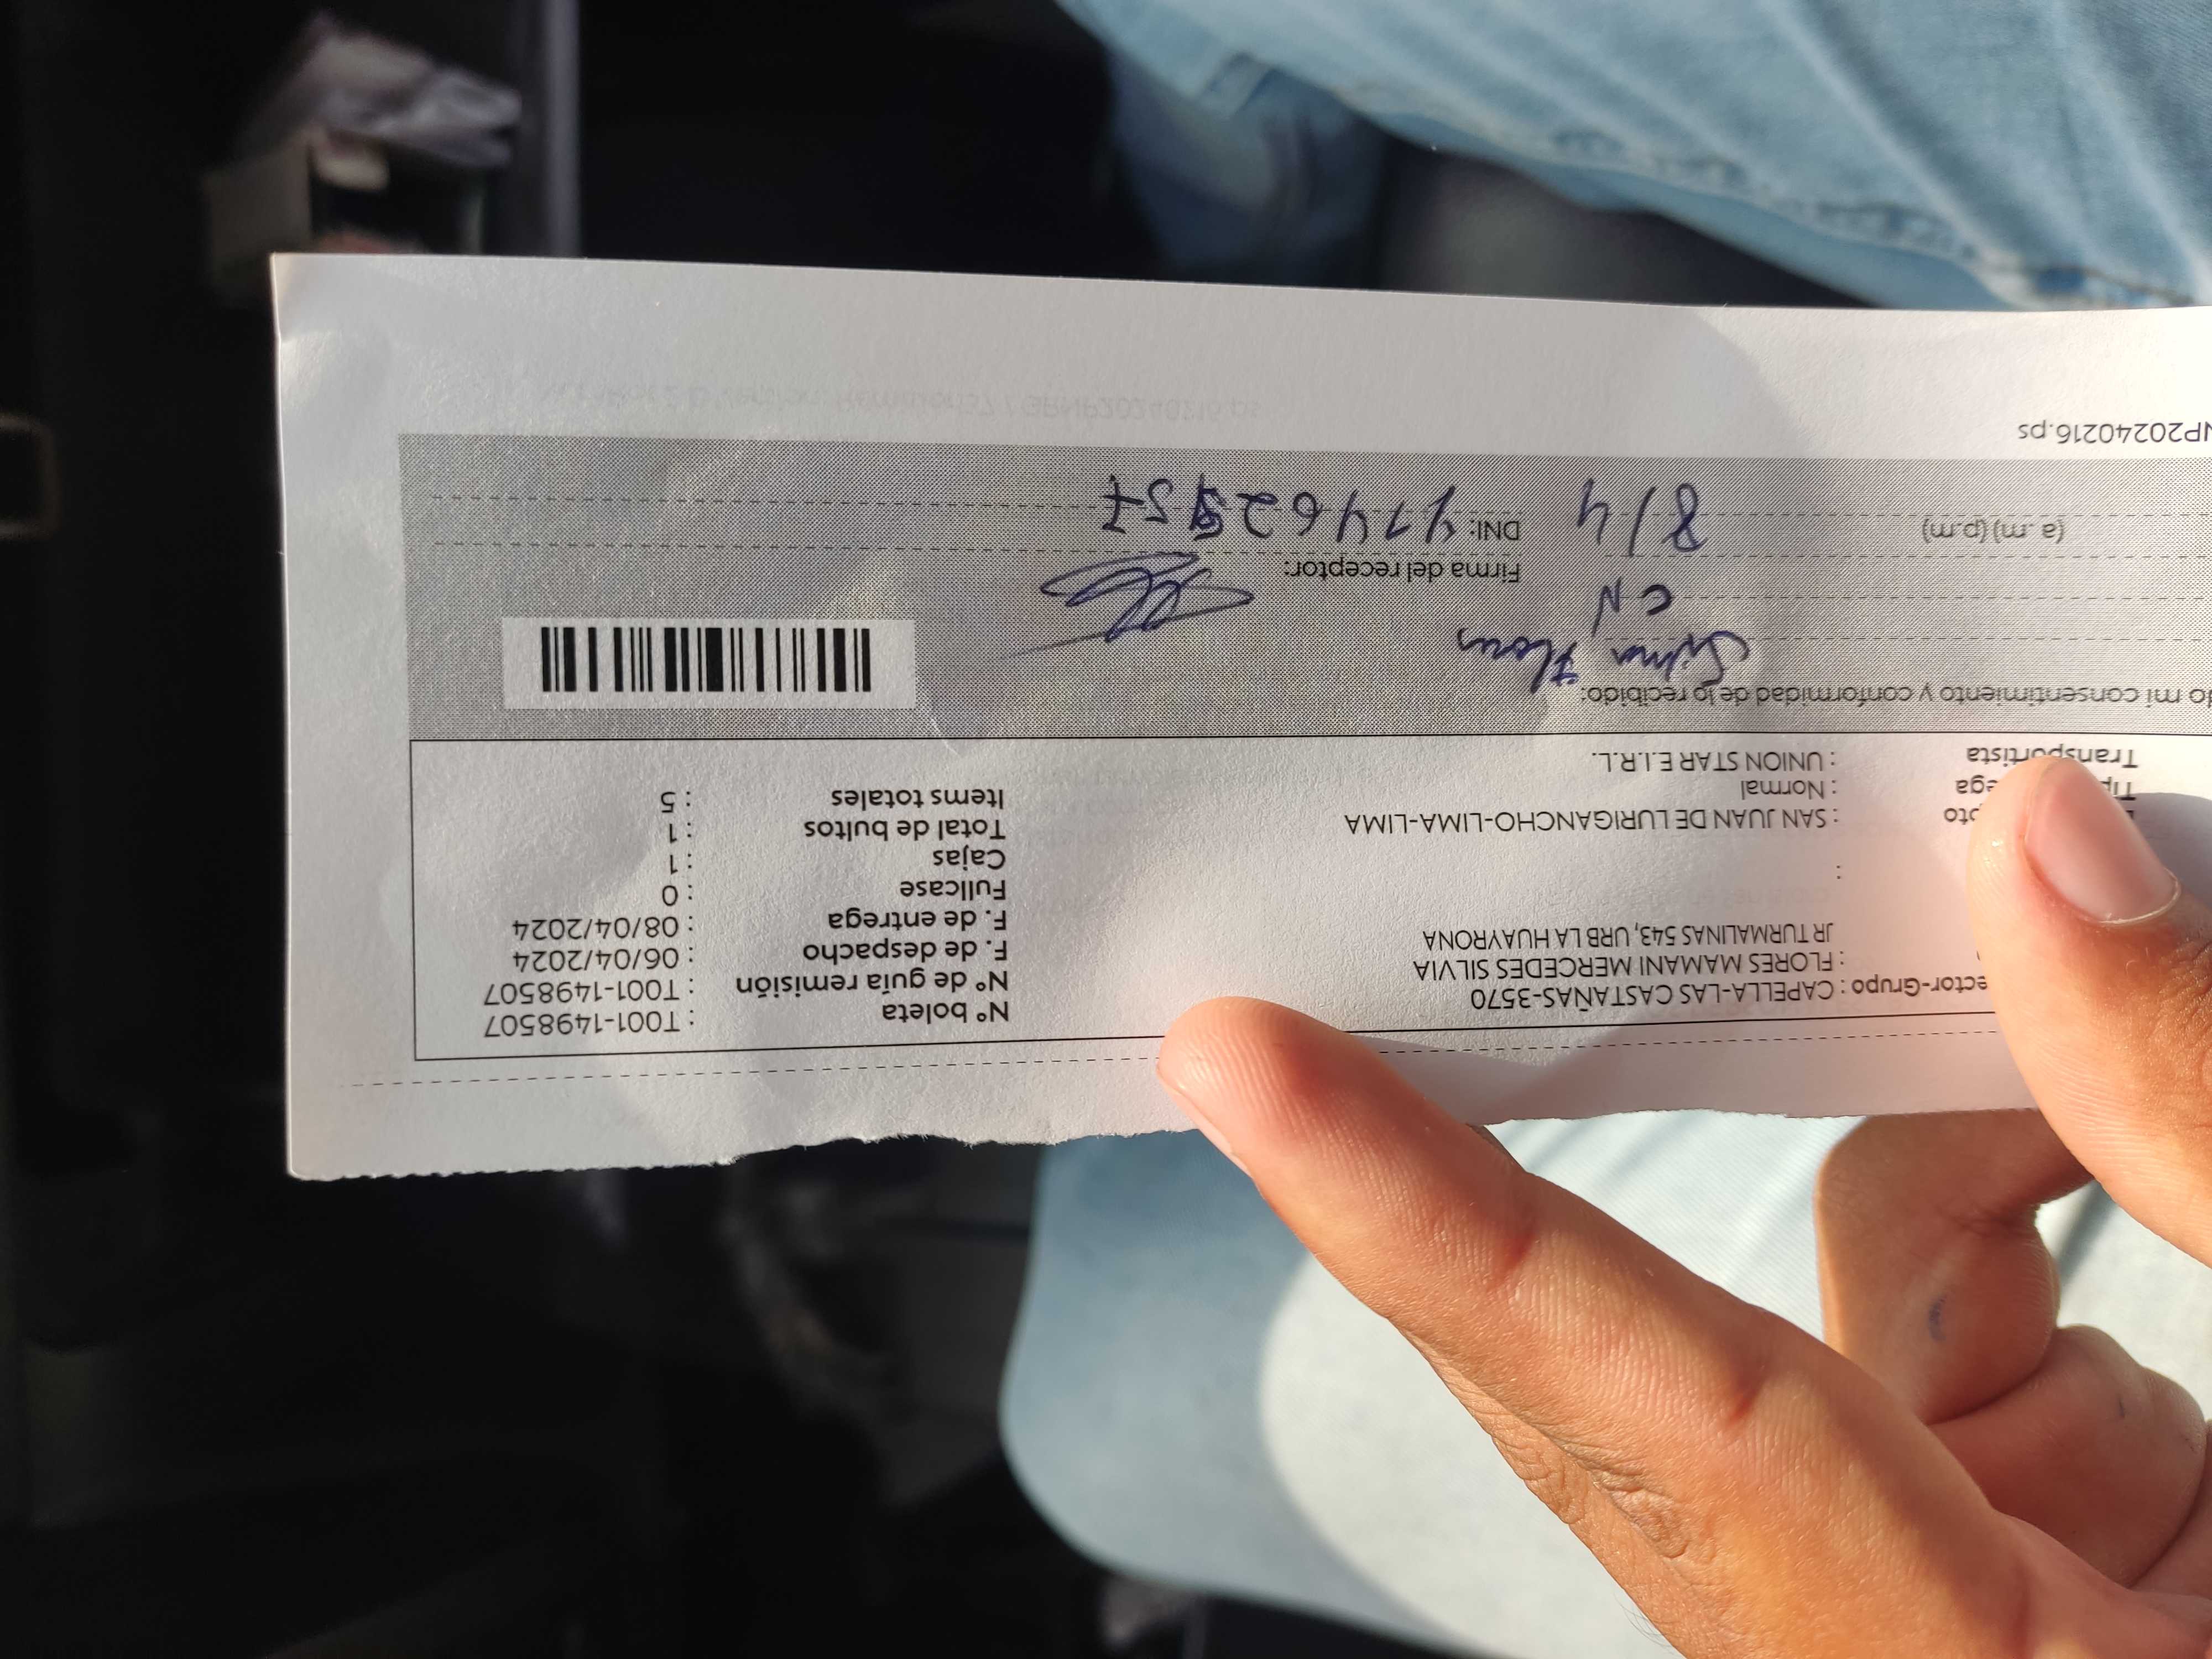 ector-Grupo : CAPELLA-LAS CASTAÑAS-3570
: FLORES MAMANI MERCEDES SILVIA
JR TURMALINAS 543, URB LA HUAYRONA
:
: SAN JUAN DE LURIGANCHO-LIMA-LIMA
: Normal
Transportista : UNION STAR E.I.R.L.
N° boleta : T001-1498507
N° de guía remisión : T001-1498507
F. de despacho : 06/04/2024
F. de entrega : 08/04/2024
Fullcase : 0
Cajas : 1
Total de bultos : 1
Items totales : 5
do mi consentimiento y conformidad de lo recibido:
Flores
CN
Firma del receptor:
(a. m) (p.m) 8/4
DNI:
NP20240216.ps